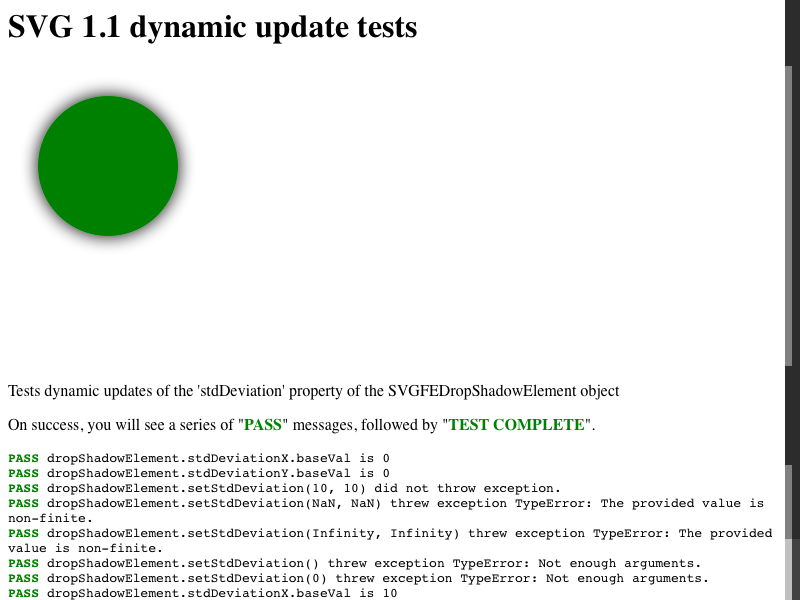 SVG 1.1 dynamic update tests
Tests dynamic updates of the 'stdDeviation' property of the SVGFEDropShadowElement object
On success, you will see a series of "PASS" messages, followed by "TEST COMPLETE".
PASS dropShadowElement.stdDeviationX.baseVal is 0
PASS dropShadowElement.stdDeviationY.baseVal is 0
PASS dropShadowElement.setStdDeviation(10, 10) did not throw exception.
PASS dropShadowElement.setStdDeviation(NaN, NaN) threw exception TypeError: The provided value is
non-finite.
PASS dropShadowElement.setStdDeviation(Infinity, Infinity) threw exception TypeError: The provided
value is non-finite.
PASS dropShadowElement.setStdDeviation() threw exception TypeError: Not enough arguments.
PASS dropShadowElement.setStdDeviation(0) threw exception TypeError: Not enough arguments.
PASS dropShadowElement.stdDeviationX.baseVal is 10